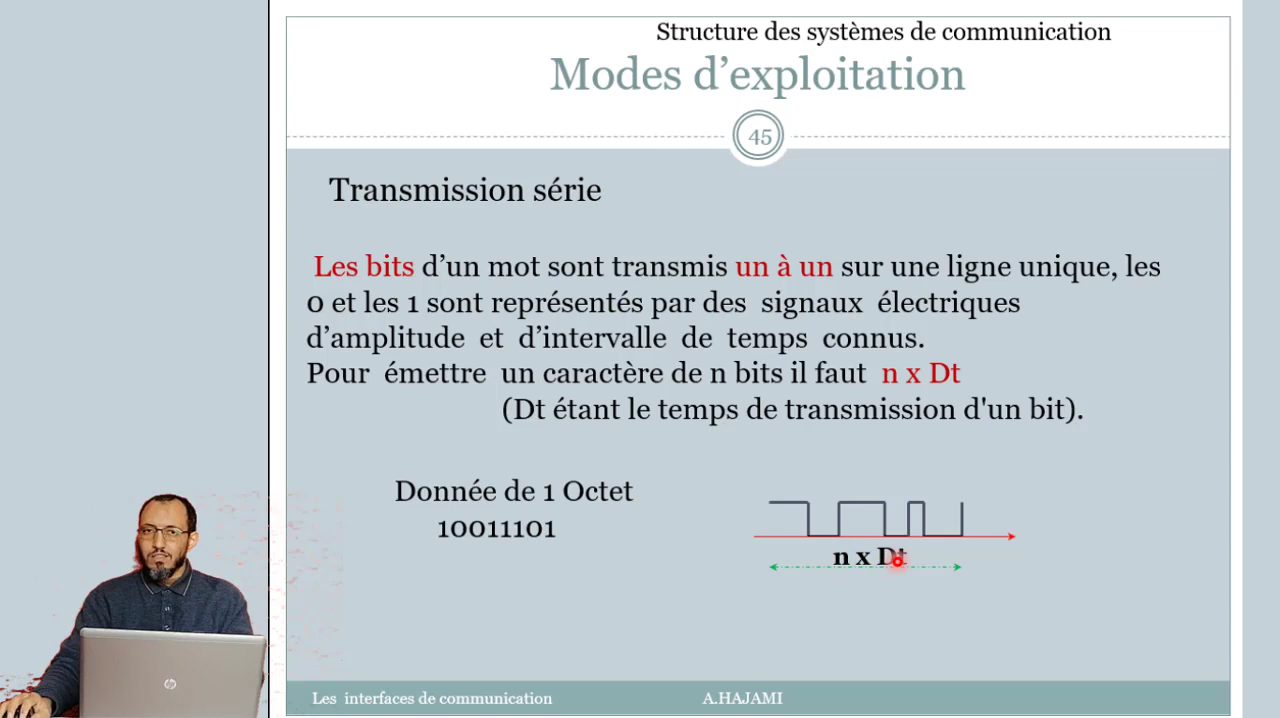 Structure des systèmes de communication
Modes d’exploitation
45
Transmission série
Les bits d’un mot sont transmis un à un sur une ligne unique, les
0 et les 1 sont représentés par des signaux électriques
d’amplitude et d’intervalle de temps connus.
Pour émettre un caractère de n bits il faut n x Dt
(Dt étant le temps de transmission d'un bit).
Donnée de 1 Octet
10011101
n x Dt
hp
Les interfaces de communication A.HAJAMI